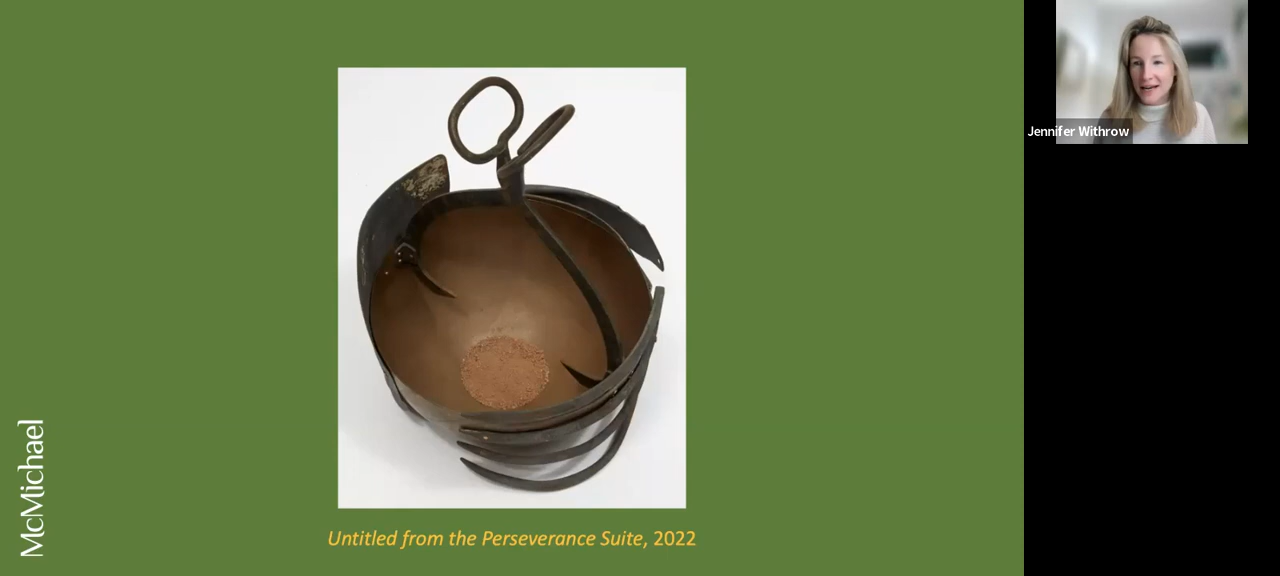 McMichael
Untitled from the Perseverance Suite, 2022
Jennifer Withrow